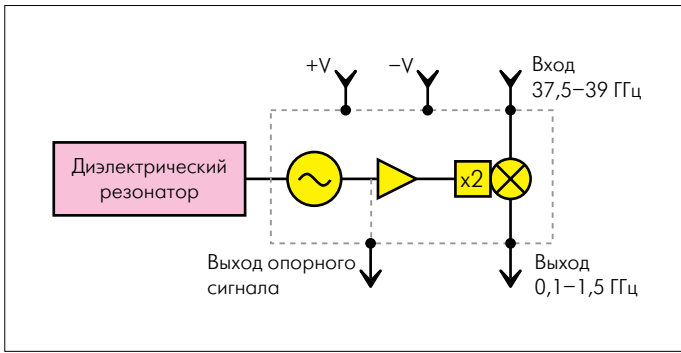 +V
−V
Вход
37,5−39 ГГц
Диэлектрический
резонатор
x2
Выход опорного
сигнала
Выход
0,1−1,5 ГГц